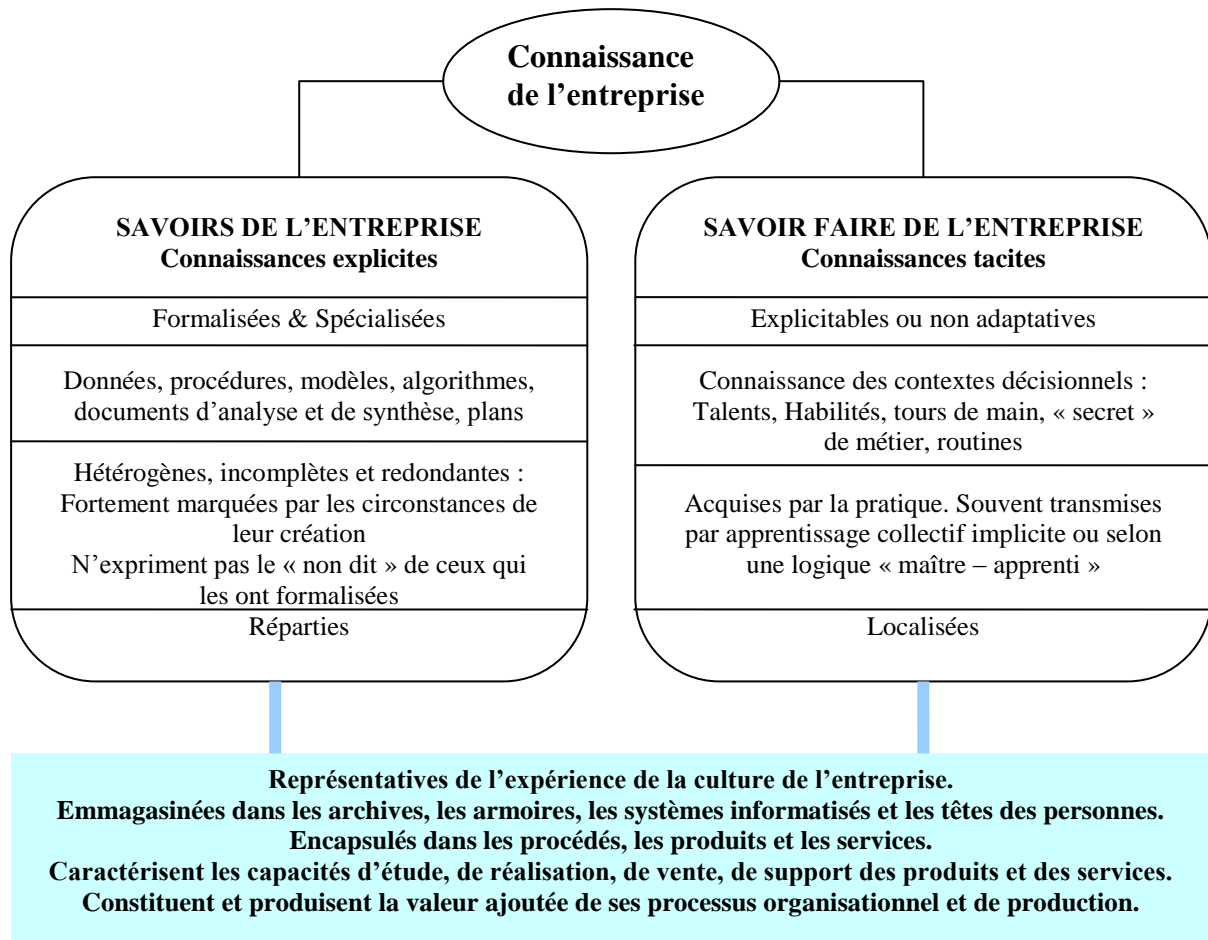 Connaissance
de l’entreprise
SAVOIRS DE L’ENTREPRISE
Connaissances explicites
Formalisées & Spécialisées
Données, procédures, modèles, algorithmes,
documents d’analyse et de synthèse, plans
Hétérogènes, incomplètes et redondantes :
Fortement marquées par les circonstances de
leur création
N’expriment pas le « non dit » de ceux qui
les ont formalisées
Réparties
SAVOIR FAIRE DE L’ENTREPRISE
Connaissances tacites
Explicitables ou non adaptatives
Connaissance des contextes décisionnels :
Talents, Habilités, tours de main, « secret »
de métier, routines
Acquises par la pratique. Souvent transmises
par apprentissage collectif implicite ou selon
une logique « maître – apprenti »
Localisées
Représentatives de l’expérience de la culture de l’entreprise.
Emmagasinées dans les archives, les armoires, les systèmes informatisés et les têtes des personnes.
Encapsulés dans les procédés, les produits et les services.
Caractérisent les capacités d’étude, de réalisation, de vente, de support des produits et des services.
Constituent et produisent la valeur ajoutée de ses processus organisationnel et de production.